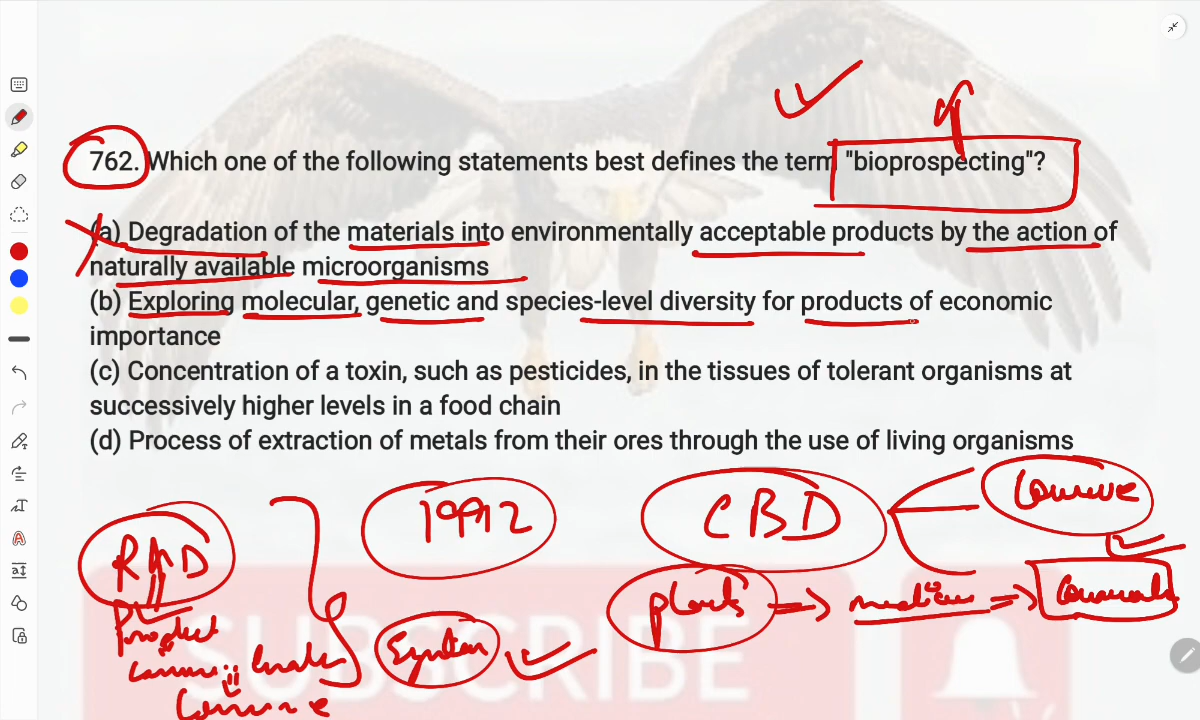 762. Which one of the following statements best defines the term "bioprospecting"?
(a) Degradation of the materials into environmentally acceptable products by the action of
naturally available microorganisms
(b) Exploring molecular, genetic and species-level diversity for products of economic
importance
(c) Concentration of a toxin, such as pesticides, in the tissues of tolerant organisms at
successively higher levels in a food chain
(d) Process of extraction of metals from their ores through the use of living organisms
1992
CBD
plants
Product
SUBSCRIBE